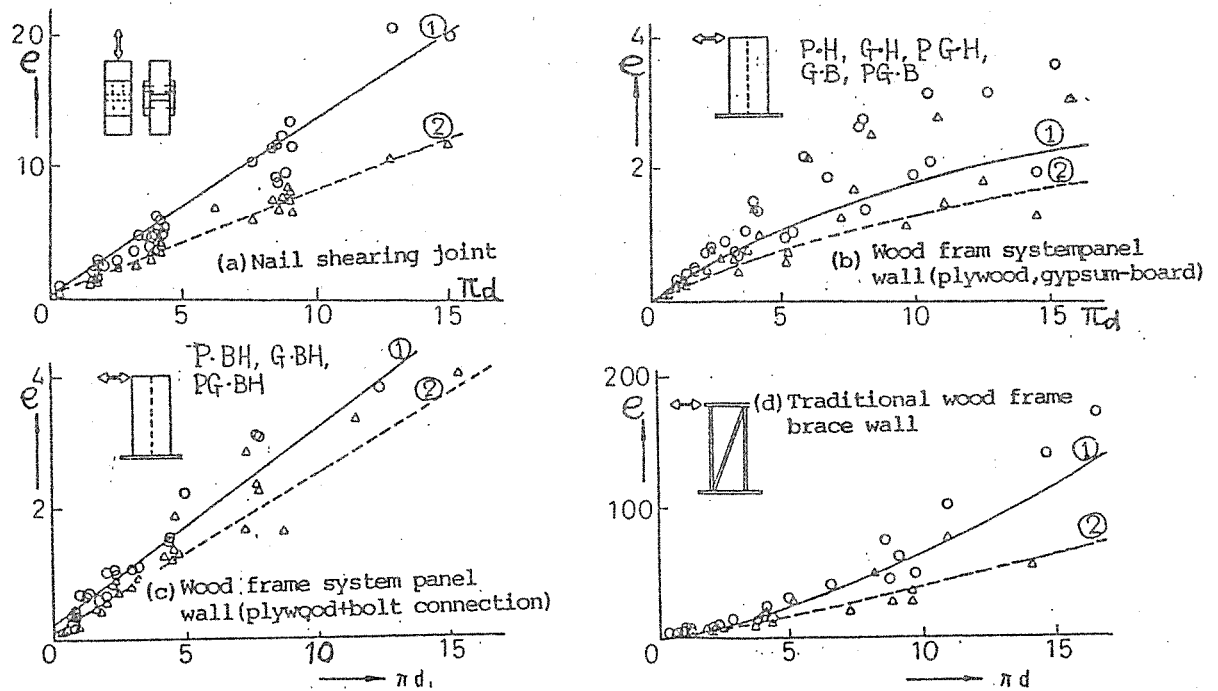 20
10
0
5
10
15
e
πd
①
②
(a) Nail shearing joint
4
2
0
5
10
15
e
πd
P·H, G·H, PG·H,
G·B, PG·B
①
②
(b) Wood fram systempanel
wall(plywood,gypsum-board)
4
2
0
5
10
15
e
πd,
P·BH, G·BH,
PG·BH
①
②
(c) Wood frame system panel
wall(plywood+bolt connection)
200
100
0
5
10
15
e
πd
(d) Traditional wood frame
brace wall
①
②